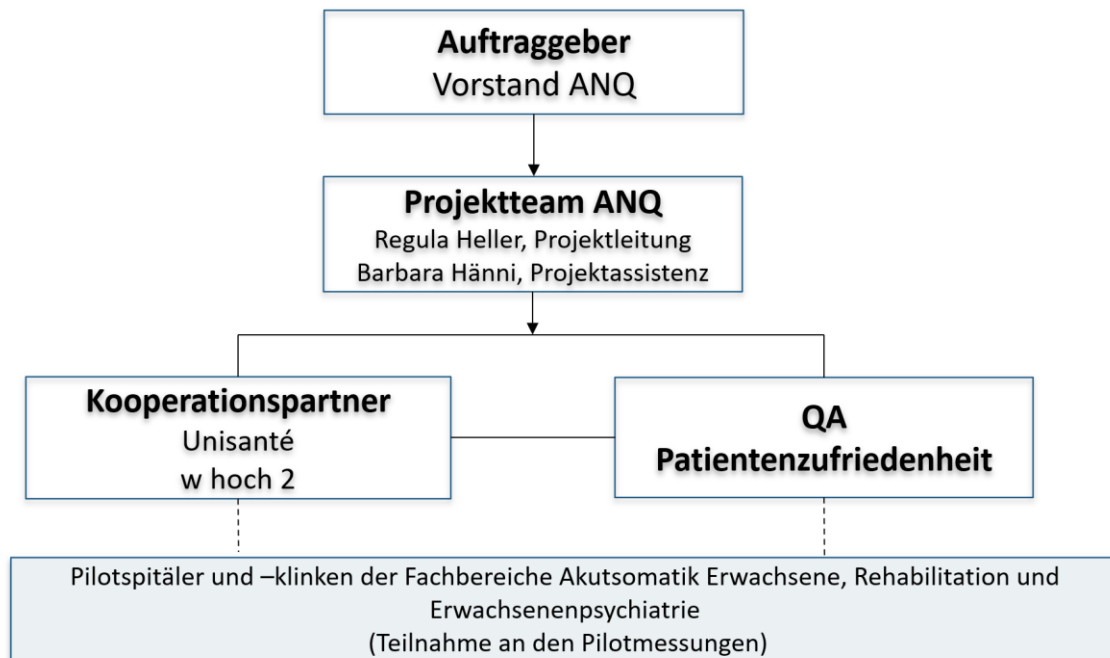 Auftraggeber
Vorstand ANQ
Projektteam ANQ
Regula Heller, Projektleitung
Barbara Hänni, Projektassistenz
Kooperationspartner
Unisanté
w hoch 2
QA
Patientenzufriedenheit
Pilotspitäler und –klinken der Fachbereiche Akutsomatik Erwachsene, Rehabilitation und
Erwachsenenpsychiatrie
(Teilnahme an den Pilotmessungen)